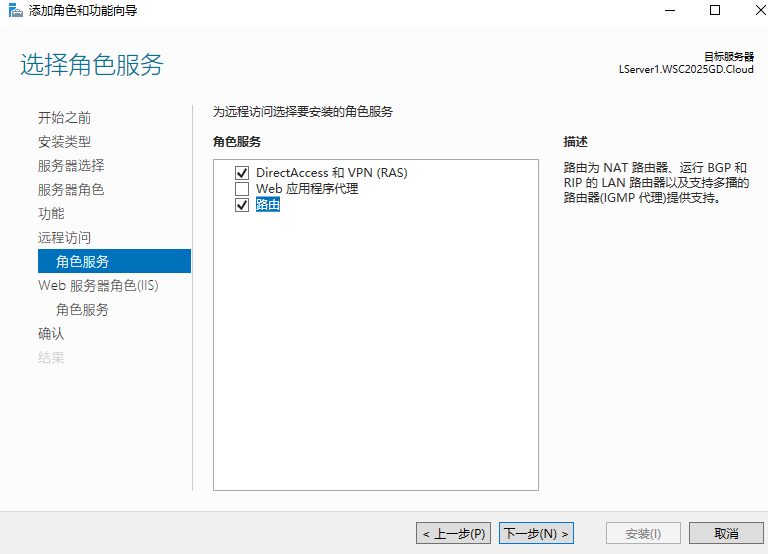 添加角色和功能向导
选择角色服务
目标服务器
LServer1.WSC2025GD.Cloud
开始之前
安装类型
服务器选择
服务器角色
功能
远程访问
角色服务
Web 服务器角色(IIS)
角色服务
确认
结果
为远程访问选择要安装的角色服务
角色服务
DirectAccess 和 VPN (RAS)
Web 应用程序代理
路由
描述
路由为 NAT 路由器、运行 BGP 和
RIP 的 LAN 路由器以及支持多播的
路由器(IGMP 代理)提供支持。
< 上一步(P)
下一步(N) >
安装(I)
取消